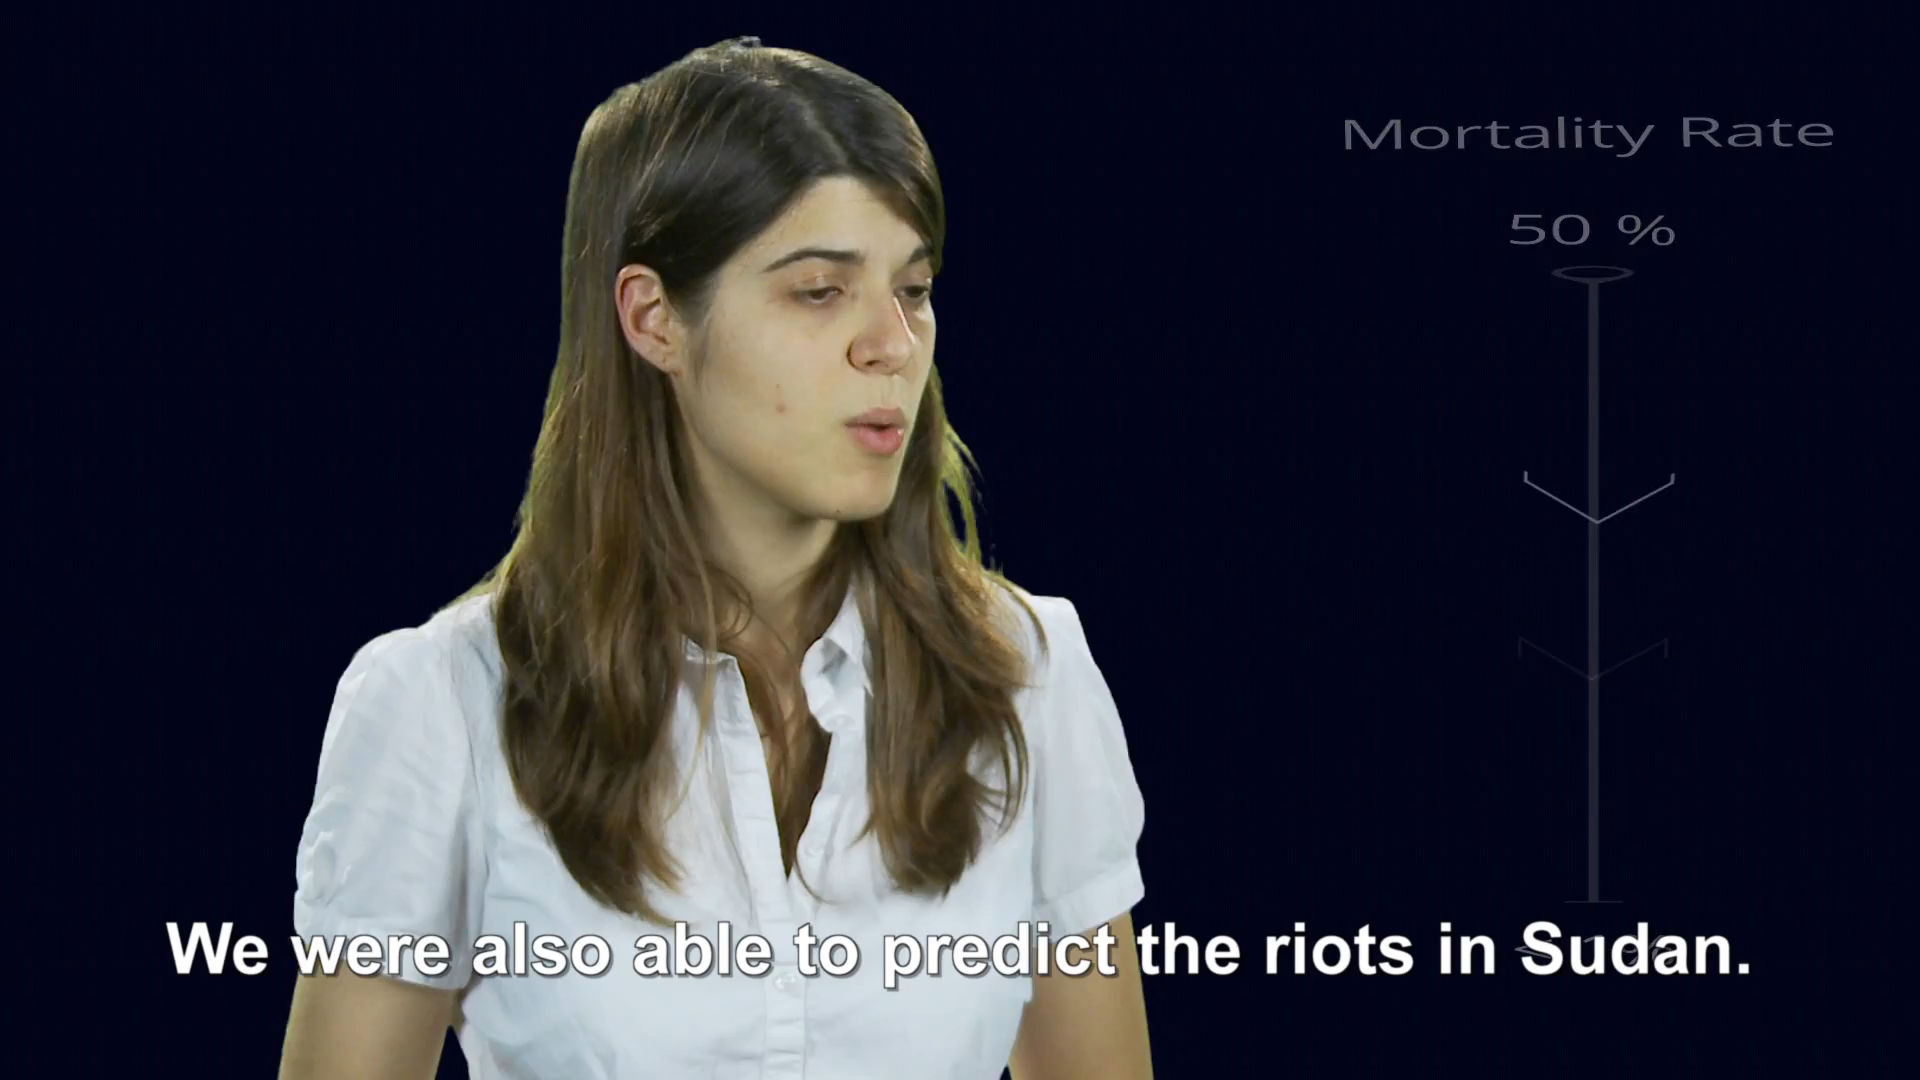 Mortality Rate
50 %
We were also able to predict the riots in Sudan.